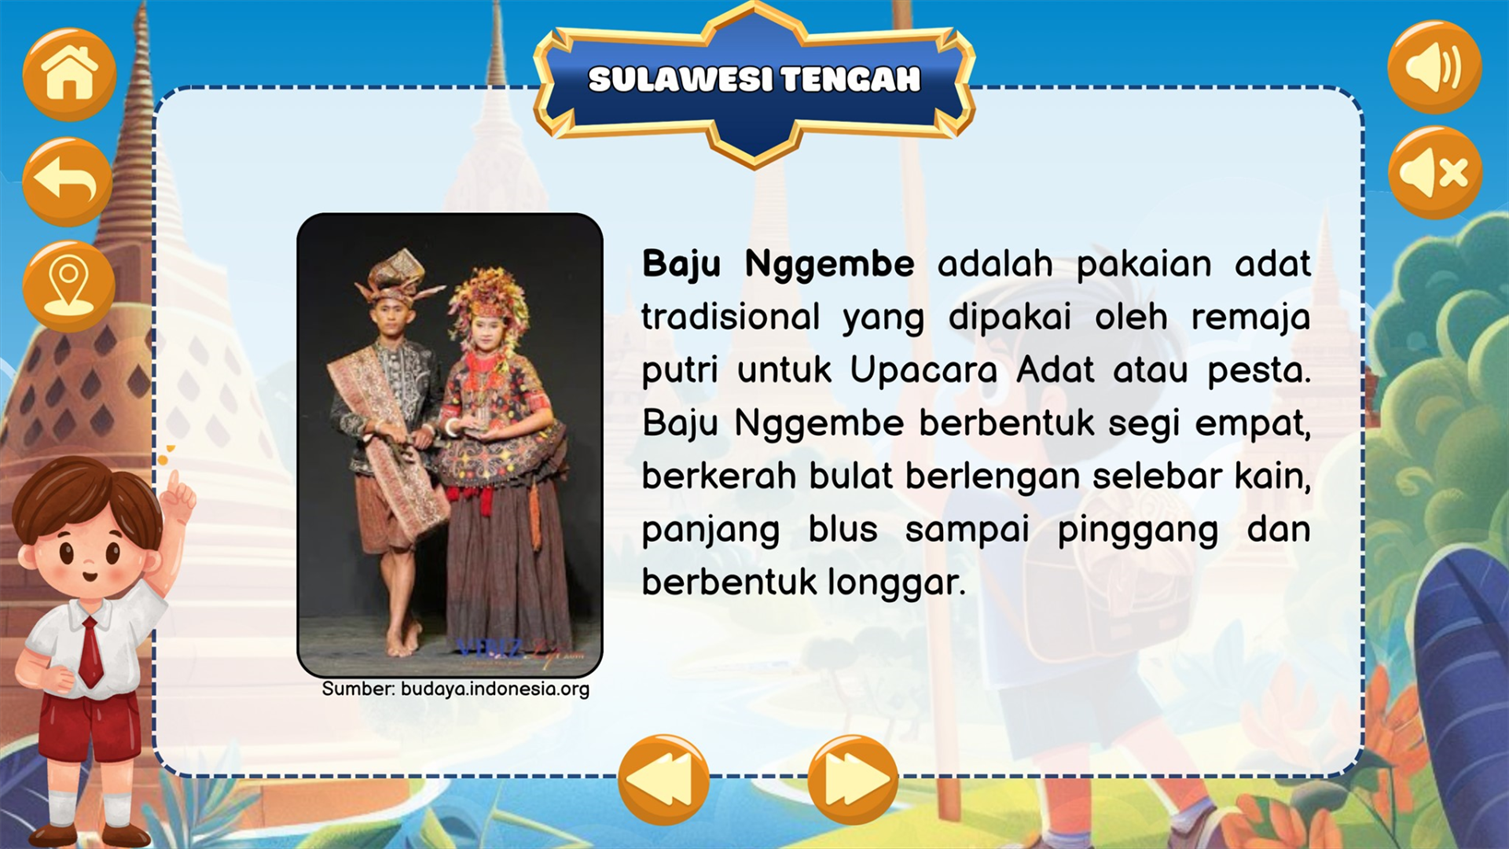 SULAWESI TENGAH
Baju Nggembe adalah pakaian adat
tradisional yang dipakai oleh remaja
putri untuk Upacara Adat atau pesta.
Baju Nggembe berbentuk segi empat,
berkerah bulat berlengan selebar kain,
panjang blus sampai pinggang dan
berbentuk longgar.
Sumber: budaya.indonesia.org